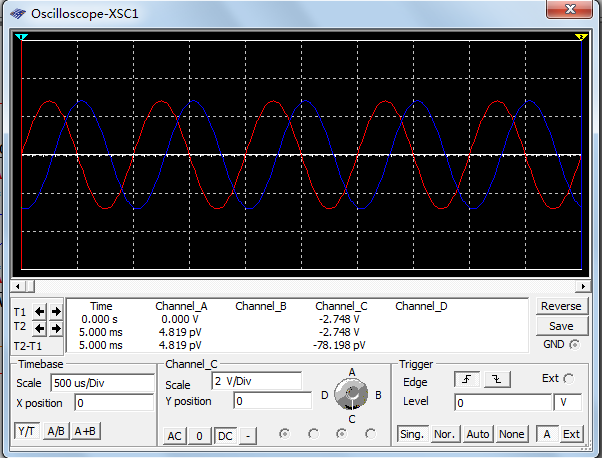 Oscilloscope-XSC1
1 2
T1
T2
T2-T1
Time Channel_A Channel_B Channel_C Channel_D
0.000 s 0.000 V -2.748 V
5.000 ms 4.819 pV -2.748 V
5.000 ms 4.819 pV -78.198 pV
Reverse
Save
GND
Timebase
Scale 500 us/Div
X position 0
Y/T A/B A+B
Channel_C
Scale 2 V/Div
Y position 0
AC 0 DC -
A
D B
C
Trigger
Edge Ext
Level 0 V
Sing. Nor. Auto None A Ext